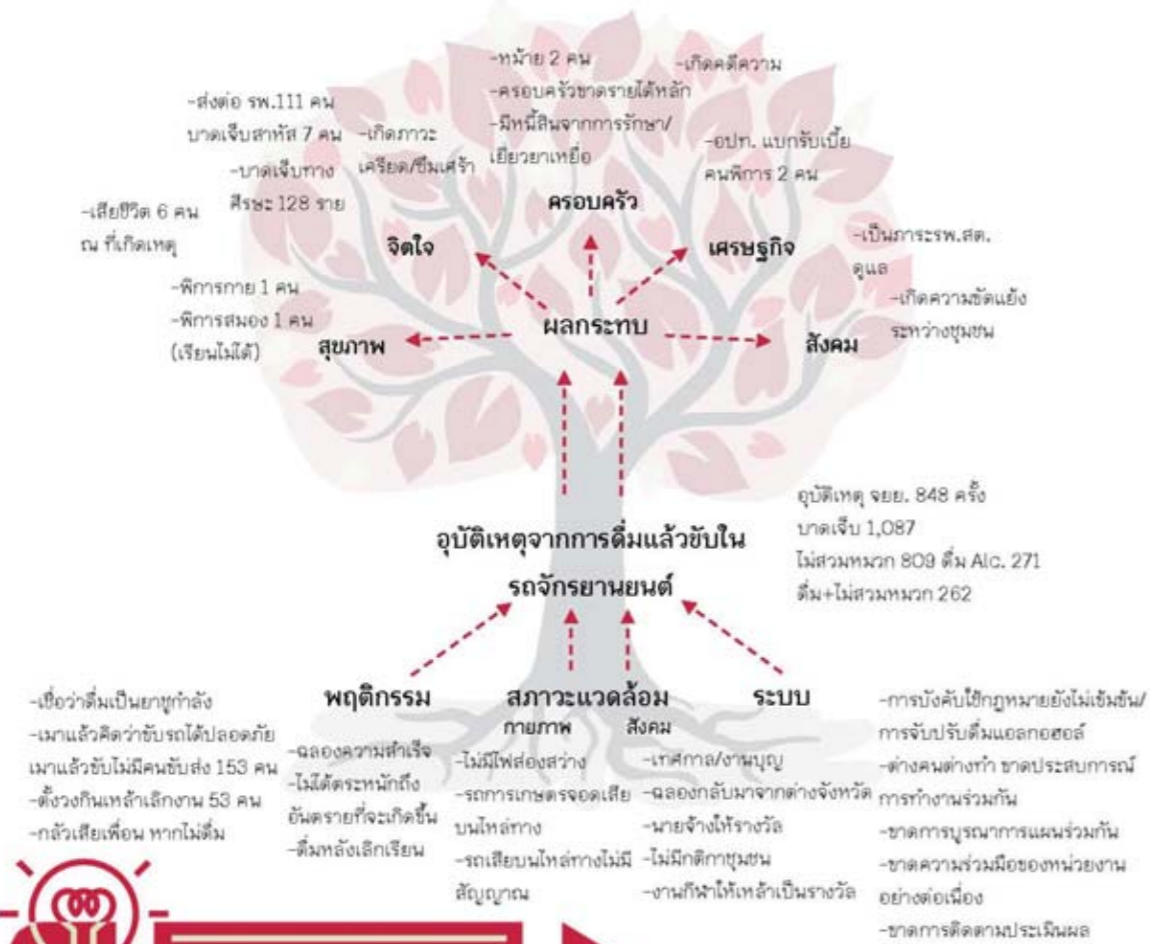 -หม้าย 2 คน
-ครอบครัวขาดรายได้หลัก
-มีหนี้สินจากการรักษา/
เยียวยาเหยื่อ
ครอบครัว
-เกิดคดีความ
-อปท. แบกรับเบี้ย
คนพิการ 2 คน
เศรษฐกิจ
-ส่งต่อ รพ.111 คน
บาดเจ็บสาหัส 7 คน
-บาดเจ็บทาง
ศีรษะ 128 ราย
-เกิดภาวะ
เครียด/ซึมเศร้า
จิตใจ
-เสียชีวิต 6 คน
ณ ที่เกิดเหตุ
-พิการกาย 1 คน
-พิการสมอง 1 คน
(เรียนไม่ได้)
สุขภาพ
ผลกระทบ
-เป็นภาระรพ.สต.
ดูแล
-เกิดความขัดแย้ง
ระหว่างชุมชน
สังคม
อุบัติเหตุจากการดื่มแล้วขับใน
รถจักรยานยนต์
อุบัติเหตุ จยย. 848 ครั้ง
บาดเจ็บ 1,087
ไม่สวมหมวก 809 ดื่ม Alc. 271
ดื่ม+ไม่สวมหมวก 262
-เชื่อว่าดื่มเป็นยาชูกำลัง
-เมาแล้วคิดว่าขับรถได้ปลอดภัย
เมาแล้วขับไม่มีคนขับส่ง 153 คน
-ตั้งวงกินเหล้าเลิกงาน 53 คน
-กลัวเสียเพื่อน หากไม่ดื่ม
พฤติกรรม
-ฉลองความสำเร็จ
-ไม่ได้ตระหนักถึง
อันตรายที่จะเกิดขึ้น
-ดื่มหลังเลิกเรียน
สภาวะแวดล้อม
กายภาพ
-ไม่มีไฟส่องสว่าง
-รถการเกษตรจอดเสีย
บนไหล่ทาง
-รถเสียบนไหล่ทางไม่มี
สัญญาณ
สังคม
-เทศกาล/งานบุญ
-ฉลองกลับมาจากต่างจังหวัด
-นายจ้างให้รางวัล
-ไม่มีกติกาชุมชน
-งานกีฬาให้เหล้าเป็นรางวัล
ระบบ
-การบังคับใช้กฎหมายยังไม่เข้มข้น/
การจับปรับดื่มแอลกอฮอล์
-ต่างคนต่างทำ ขาดประสบการณ์
การทำงานร่วมกัน
-ขาดการบูรณาการแผนร่วมกัน
-ขาดความร่วมมือของหน่วยงาน
อย่างต่อเนื่อง
-ขาดการติดตามประเมินผล